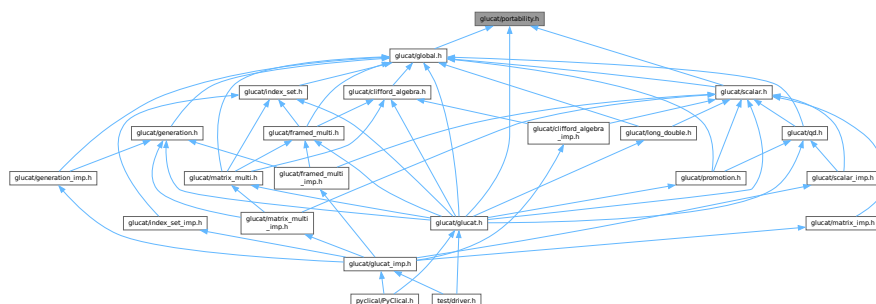 glucat/portability.h
glucat/global.h
glucat/index_set.h
glucat/clifford_algebra.h
glucat/scalar.h
glucat/generation.h
glucat/framed_multi.h
glucat/clifford_algebra
_imp.h
glucat/long_double.h
glucat/qd.h
glucat/generation_imp.h
glucat/matrix_multi.h
glucat/framed_multi
_imp.h
glucat/promotion.h
glucat/scalar_imp.h
glucat/index_set_imp.h
glucat/matrix_multi
_imp.h
glucat/glucat.h
glucat/matrix_imp.h
glucat/glucat_imp.h
pyclical/PyClical.h
test/driver.h